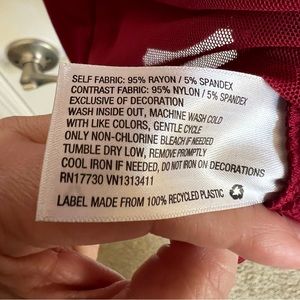 SELF FABRIC: 95% RAYON / 5% SPANDEX
CONTRAST FABRIC: 95% NYLON / 5% SPANDEX
EXCLUSIVE OF DECORATION
WASH INSIDE OUT, MACHINE WASH COLD
WITH LIKE COLORS, GENTLE CYCLE
ONLY NON-CHLORINE BLEACH IF NEEDED
TUMBLE DRY LOW, REMOVE PROMPTLY
COOL IRON IF NEEDED, DO NOT IRON ON DECORATIONS
RN17730 VN1313411
LABEL MADE FROM 100% RECYCLED PLASTIC